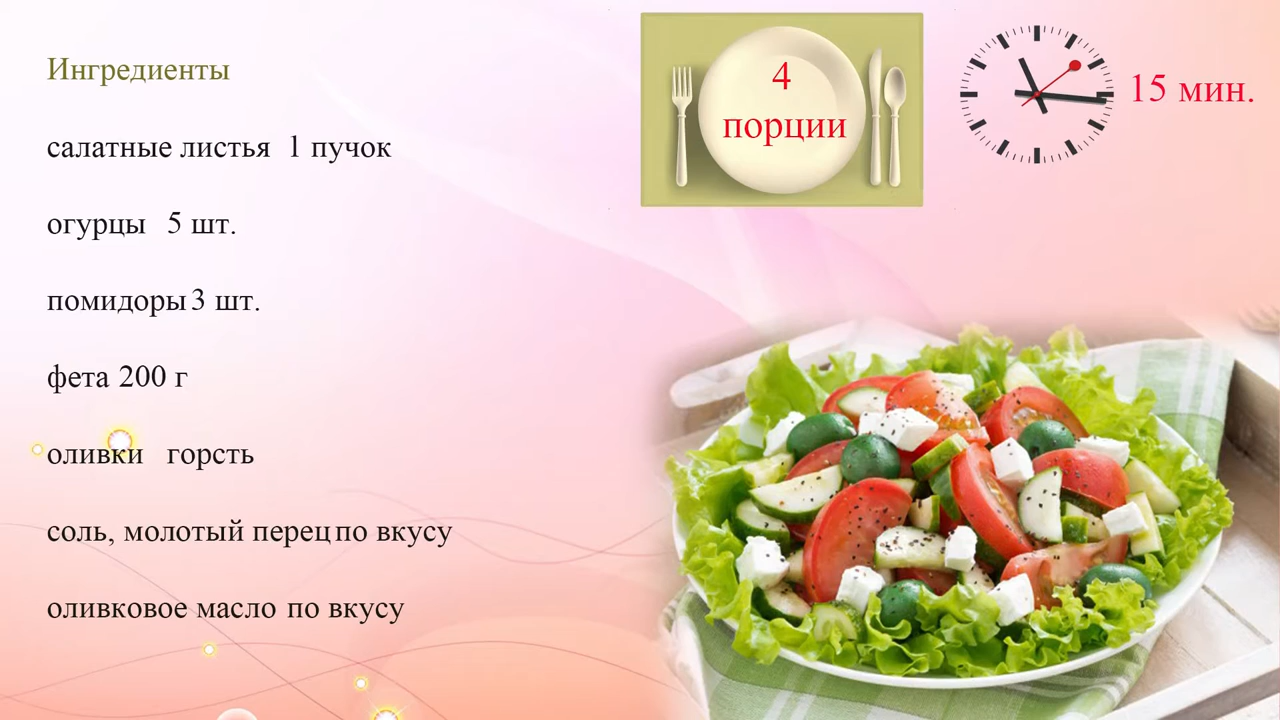 Ингредиенты
салатные листья 1 пучок
огурцы 5 шт.
помидоры 3 шт.
фета 200 г
оливки горсть
соль, молотый перец по вкусу
оливковое масло по вкусу
4
порции
15 мин.